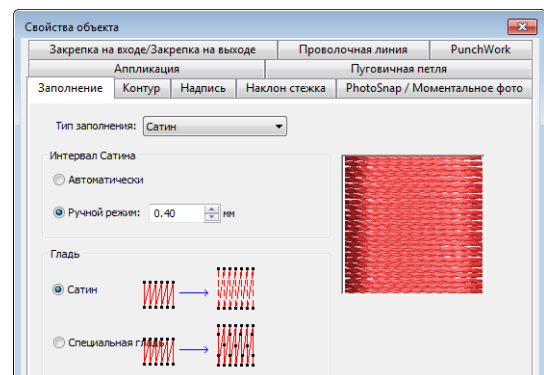 Свойства объекта
Закрепка на входе/Закрепка на выходе Проволочная линия PunchWork
Аппликация Пуговичная петля
Заполнение Контур Надпись Наклон стежка PhotoSnap / Моментальное фото
Тип заполнения: Сатин
Интервал Сатина
Автоматически
Ручной режим: 0.40 мм
Гладь
Сатин
Специальная гладь